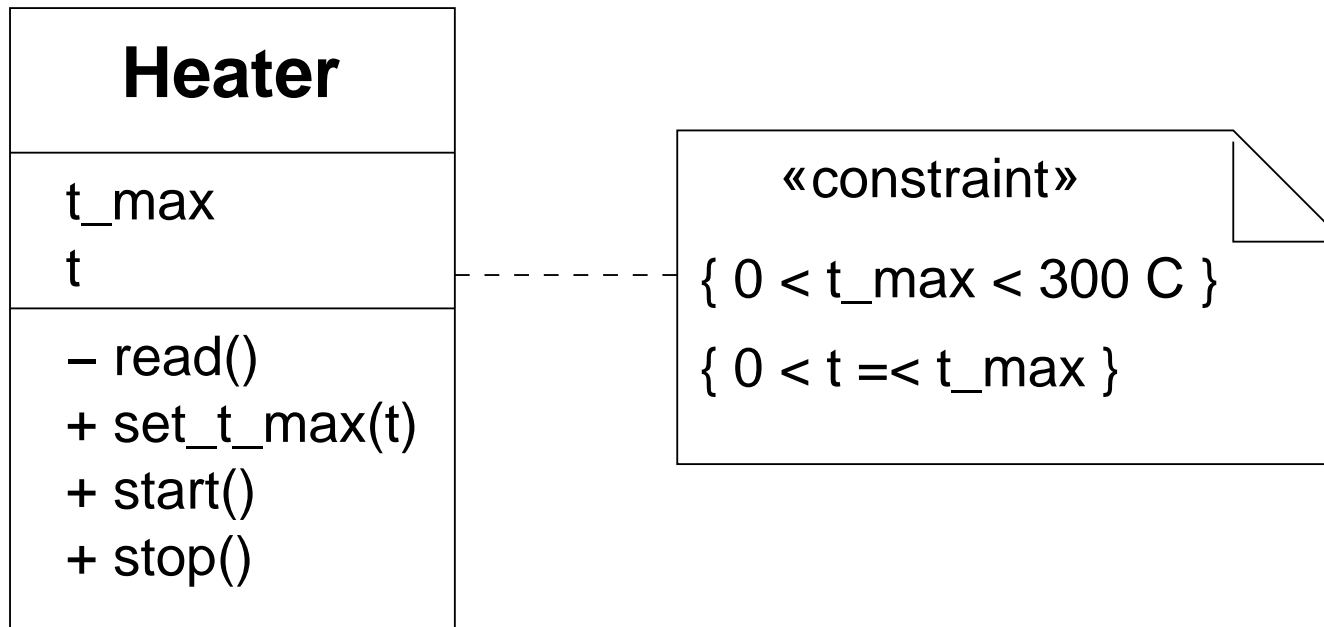 Heater
t_max
t
– read()
+ set_t_max(t)
+ start()
+ stop()
«constraint»
{ 0 < t_max < 300 C }
{ 0 < t =< t_max }